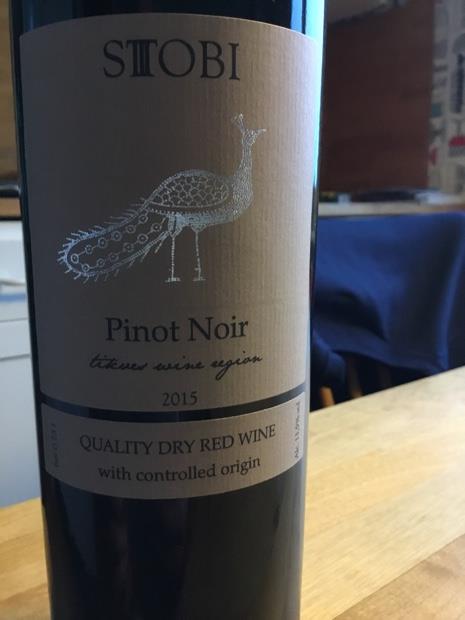 STOBI
Pinot Noir
tikves wine region
2015
QUALITY DRY RED WINE
with controlled origin